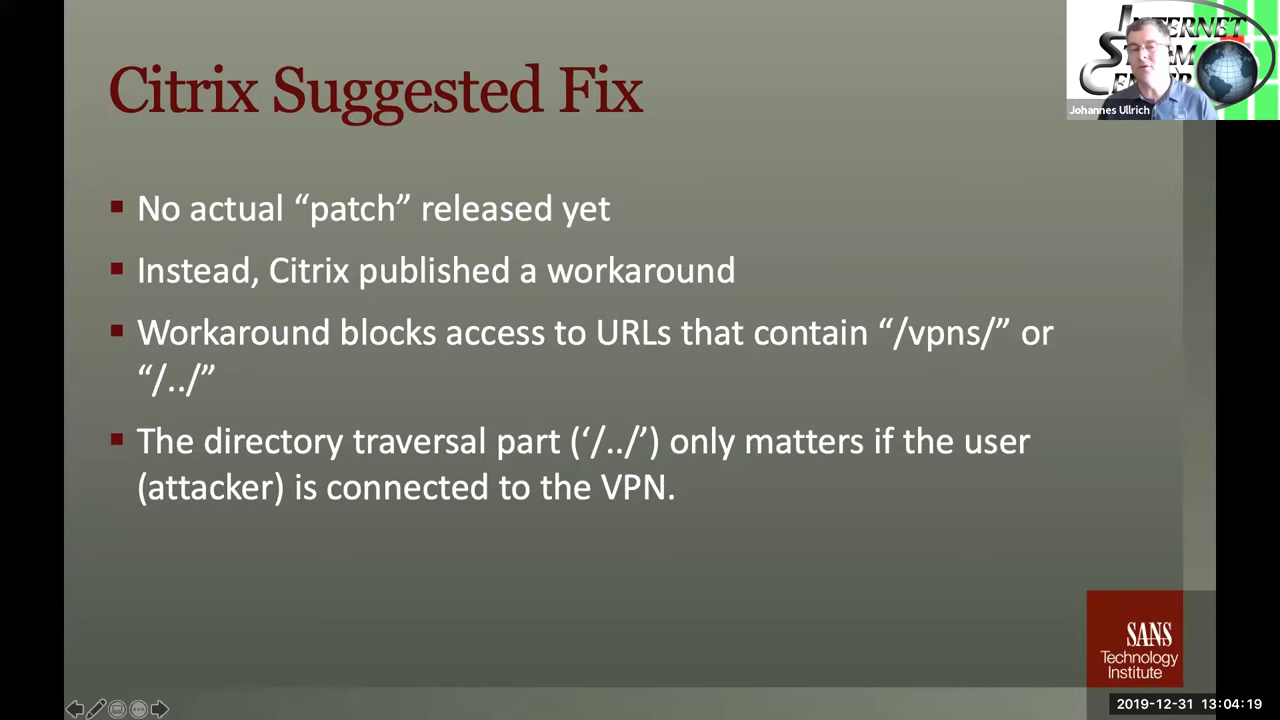 Citrix Suggested Fix
No actual “patch” released yet
Instead, Citrix published a workaround
Workaround blocks access to URLs that contain “/vpns/” or
“/../”
The directory traversal part (‘/../’) only matters if the user
(attacker) is connected to the VPN.
INTERNET
Johannes Ullrich
SANS
Technology
Institute
2019-12-31 13:04:19